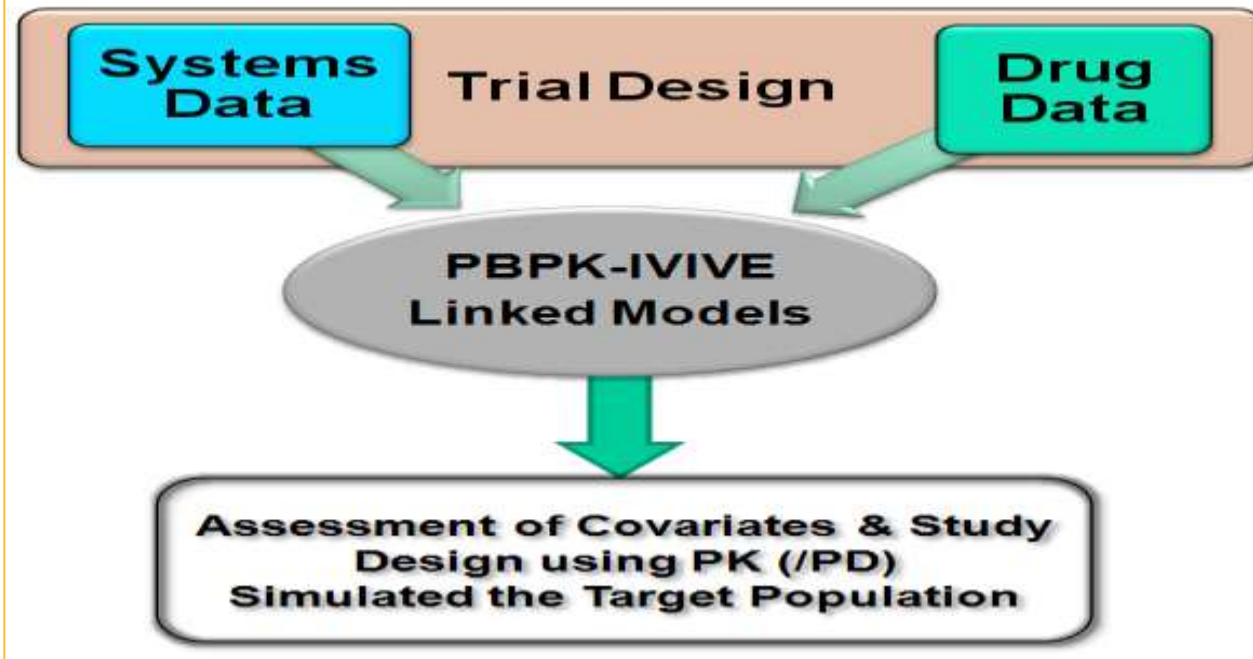 Systems
Data
Trial Design
Drug
Data
PBPK-IVIVE
Linked Models
Assessment of Covariates & Study
Design using PK (/PD)
Simulated the Target Population